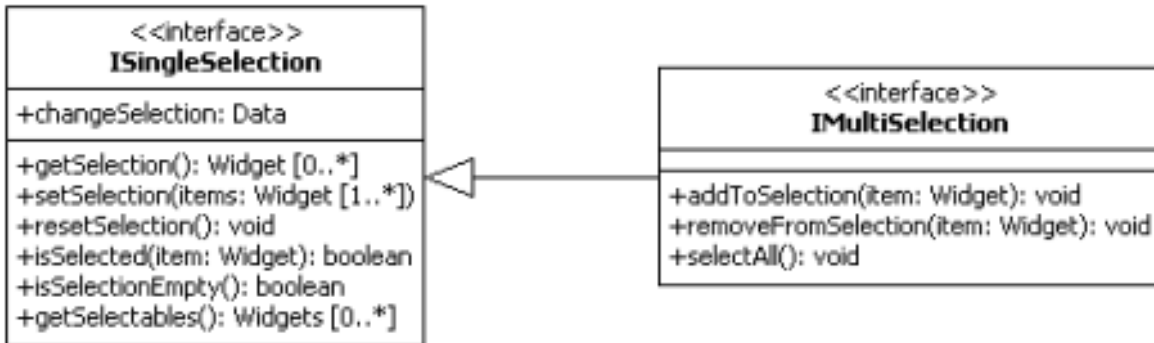 <<interface>>
ISingleSelection
+changeSelection: Data
+getSelection(): Widget [0..*]
+setSelection(items: Widget [1..*])
+resetSelection(): void
+isSelected(item: Widget): boolean
+isSelectionEmpty(): boolean
+getSelectables(): Widgets [0..*]
<<interface>>
IMultiSelection
+addToSelection(item: Widget): void
+removeFromSelection(item: Widget): void
+selectAll(): void